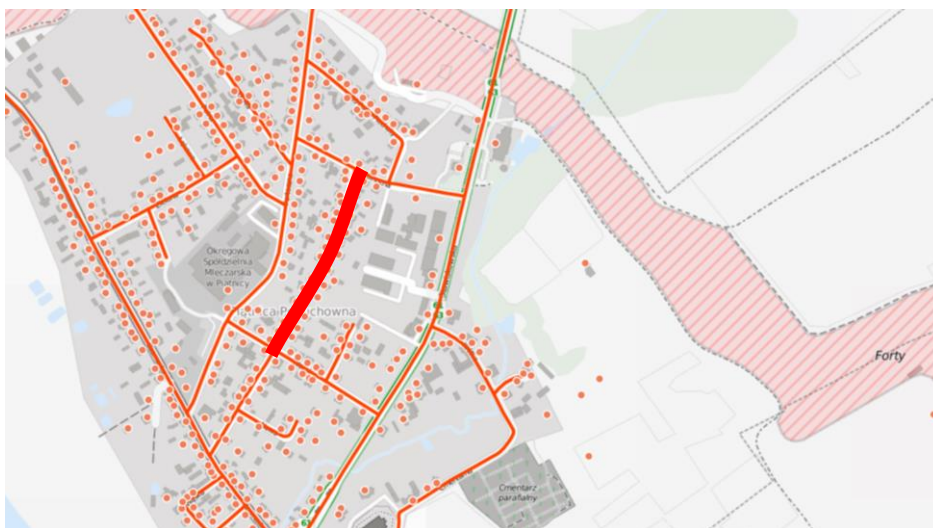 Okręgowa
Spółdzielnia
Mleczarska
w Piątnicy
Forty
Cmentarz
parafialny